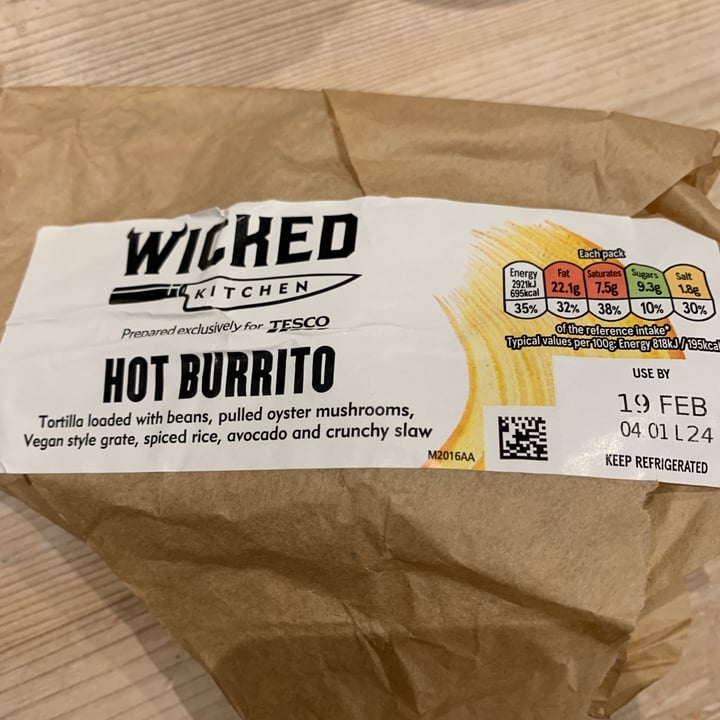 WICKED
KITCHEN
Prepared exclusively for TESCO
HOT BURRITO
Tortilla loaded with beans, pulled oyster mushrooms,
Vegan style grate, spiced rice, avocado and crunchy slaw
M2016AA
Each pack
Energy Fat Saturates Sugars Salt
2921kJ 22.1g 7.5g 9.3g 1.8g
695kcal
35% 32% 38% 10% 30%
of the reference intake*
Typical values per 100g: Energy 818kJ / 195kcal
USE BY
19 FEB
04 01 L 24
KEEP REFRIGERATED